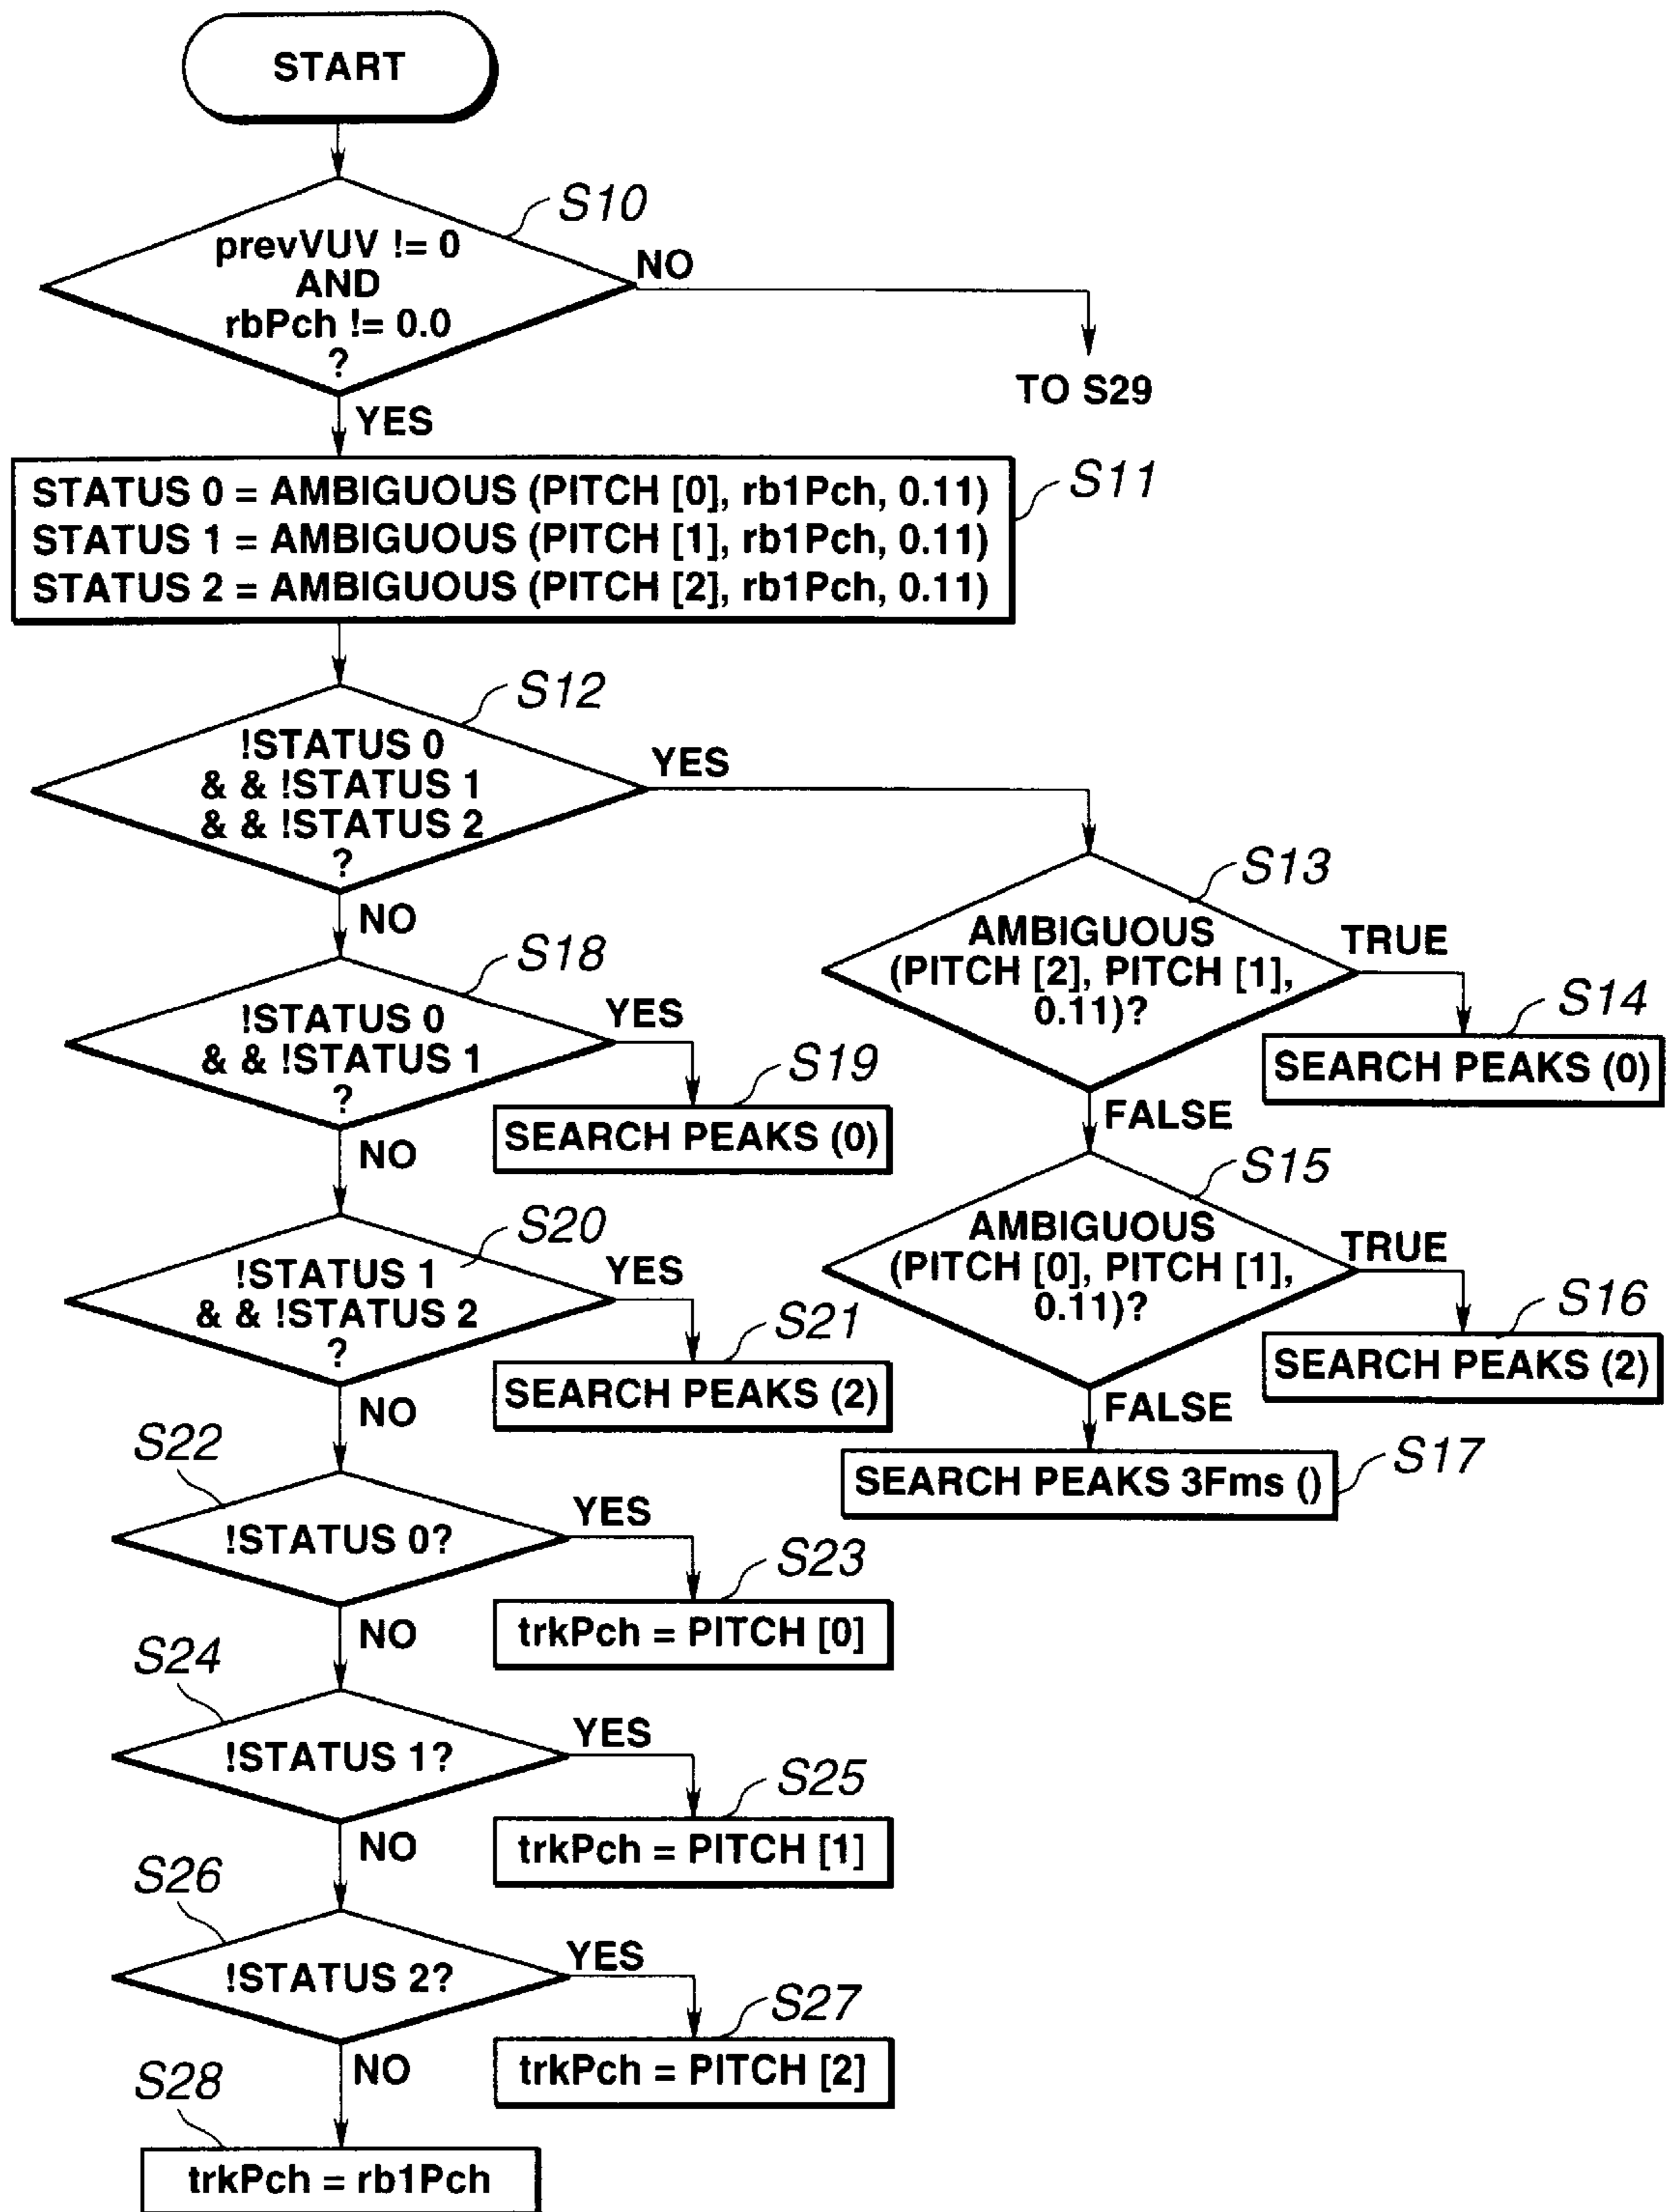 START
S10
prevVUV != 0
AND
rbPch != 0.0
?
NO
TO S29
YES
S11
STATUS 0 = AMBIGUOUS (PITCH [0], rb1Pch, 0.11)
STATUS 1 = AMBIGUOUS (PITCH [1], rb1Pch, 0.11)
STATUS 2 = AMBIGUOUS (PITCH [2], rb1Pch, 0.11)
S12
!STATUS 0
& & !STATUS 1
& & !STATUS 2
?
YES
NO
S13
AMBIGUOUS
(PITCH [2], PITCH [1],
0.11)?
TRUE
S14
SEARCH PEAKS (0)
FALSE
S15
AMBIGUOUS
(PITCH [0], PITCH [1],
0.11)?
TRUE
S16
SEARCH PEAKS (2)
FALSE
S17
SEARCH PEAKS 3Fms ()
S18
!STATUS 0
& & !STATUS 1
?
YES
S19
SEARCH PEAKS (0)
NO
S20
!STATUS 1
& & !STATUS 2
?
YES
S21
SEARCH PEAKS (2)
NO
S22
!STATUS 0?
YES
S23
trkPch = PITCH [0]
NO
S24
!STATUS 1?
YES
S25
trkPch = PITCH [1]
NO
S26
!STATUS 2?
YES
S27
trkPch = PITCH [2]
NO
S28
trkPch = rb1Pch